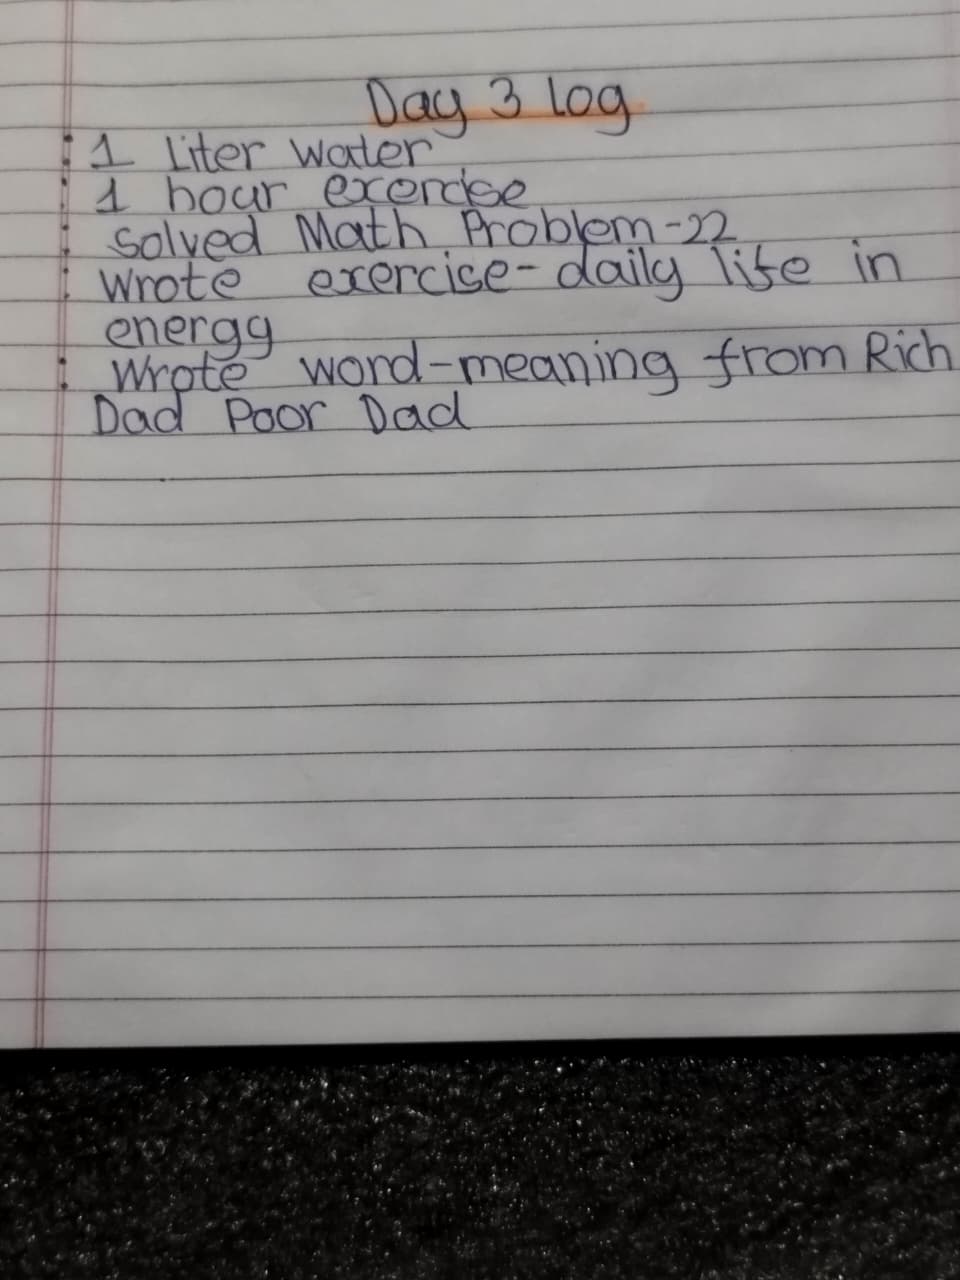 Day 3 log
1 Liter water
1 hour exercise
solved Math Problem-22
wrote exercise-daily life in
energy
Wrote word-meaning from Rich
Dad Poor Dad